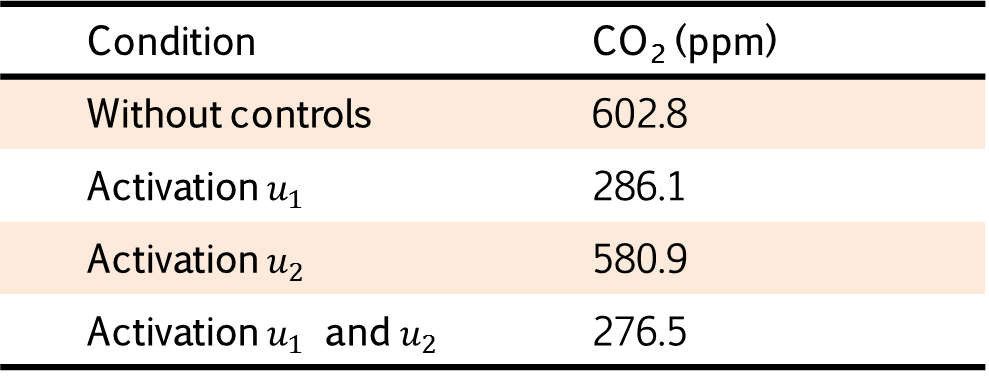 Condition CO₂ (ppm)
Without controls 602.8
Activation u₁ 286.1
Activation u₂ 580.9
Activation u₁ and u₂ 276.5